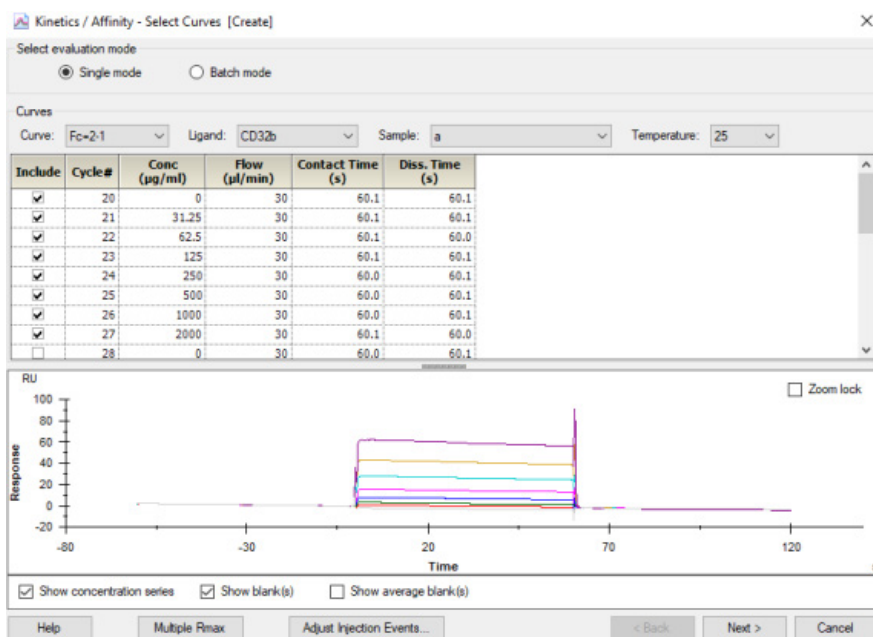 Kinetics / Affinity - Select Curves [Create]
Select evaluation mode
Single mode Batch mode
Curves
Curve: Fc=2-1 Ligand: CD32b Sample: a Temperature: 25
Include Cycle# Conc (µg/ml) Flow (µl/min) Contact Time (s) Diss. Time (s)
20 0 30 60.1 60.1
21 31.25 30 60.1 60.1
22 62.5 30 60.1 60.0
23 125 30 60.1 60.1
24 250 30 60.0 60.1
25 500 30 60.0 60.1
26 1000 30 60.0 60.1
27 2000 30 60.1 60.0
28 0 30 60.0 60.1
RU
Zoom lock
100
80
60
40
20
0
-20
Response
-80 -30 20 70 120
Time
Show concentration series Show blank(s) Show average blank(s)
Help Multiple Rmax Adjust Injection Events... < Back Next > Cancel